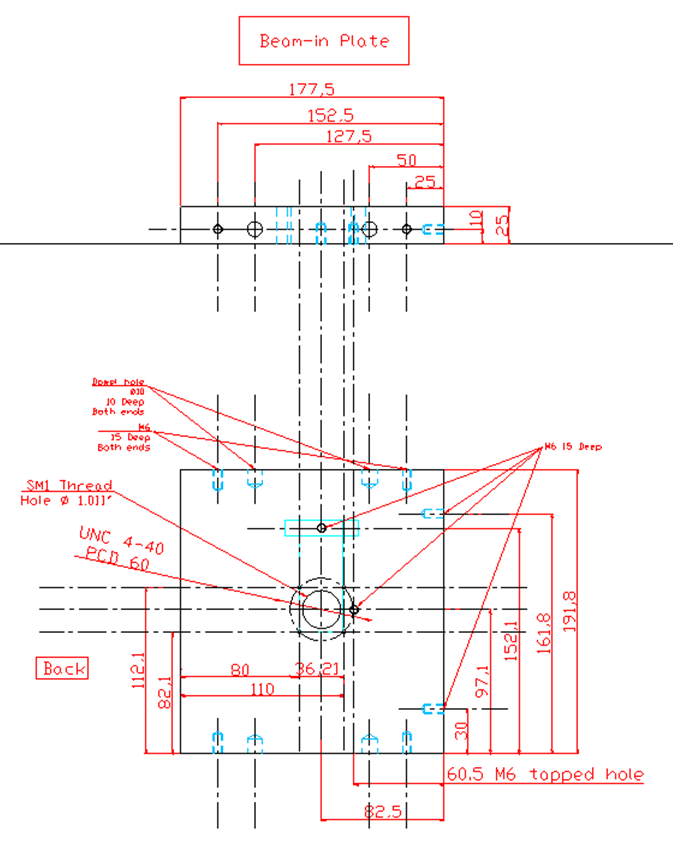 Beam-in Plate
177,5
152,5
127,5
50
25
10
25
Dowel hole
ø10
10 Deep
Both ends
M6
15 Deep
Both ends
M6 15 Deep
SM1 Thread
Hole ø 1.011"
UNC 4-40
PCD 60
Back
112,1
82,1
80
36,21
110
30
97,1
152,1
161,8
191,8
60,5 M6 tapped hole
82,5